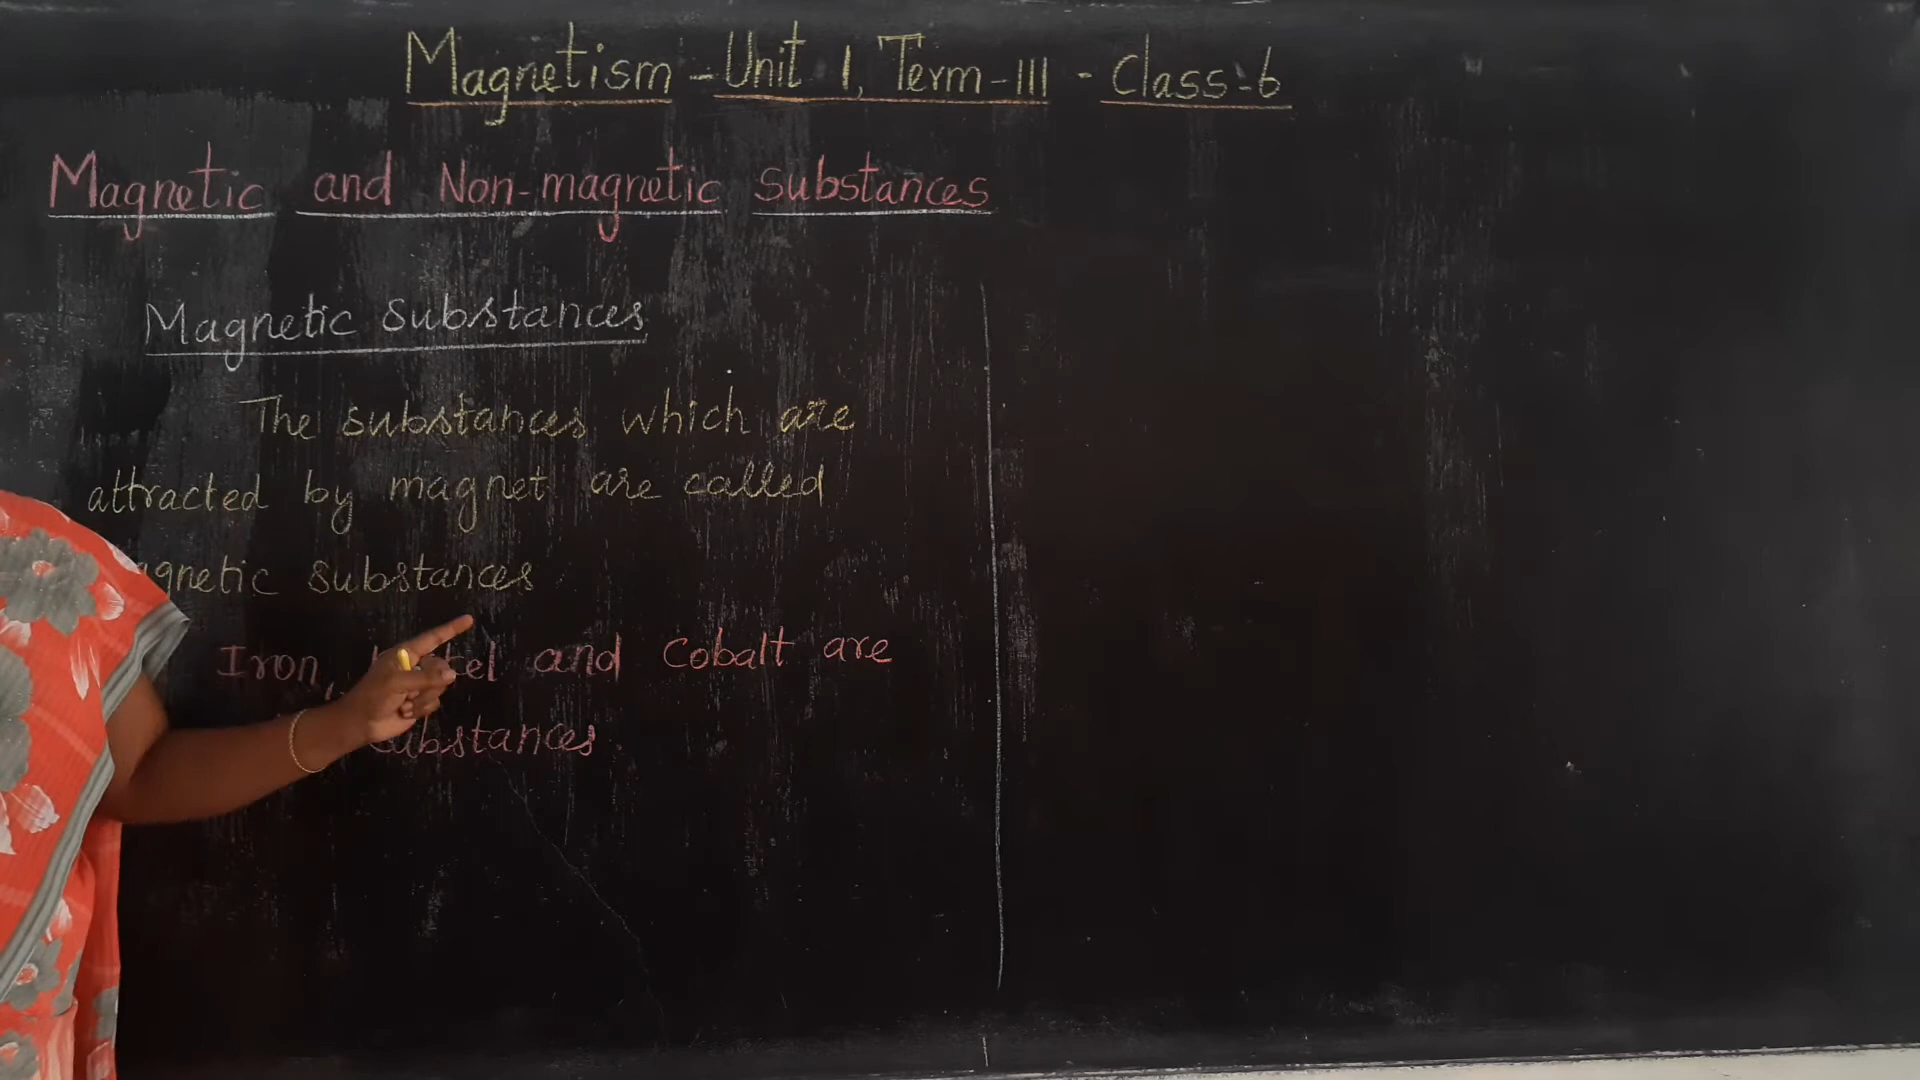 Magnetism - Unit 1, Term-III - Class-6
Magnetic and Non-magnetic substances
Magnetic substances
The substances which are
attracted by magnet are called
substances
Iron, and Cobalt are
substances.